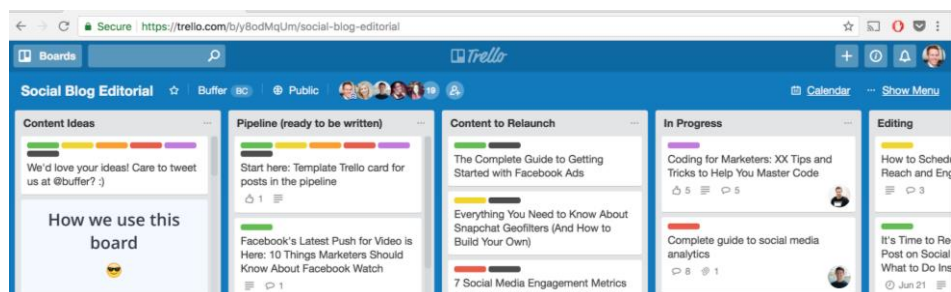 Secure https://trello.com/b/y8odMqUm/social-blog-editorial
Boards
Trello
Social Blog Editorial Buffer BC Public 19 Calendar ... Show Menu
Content Ideas ...
We'd love your ideas! Care to tweet
us at @buffer? :)
How we use this
board
Pipeline (ready to be written) ...
Start here: Template Trello card for
posts in the pipeline
1
Facebook's Latest Push for Video is
Here: 10 Things Marketers Should
Know About Facebook Watch
1
Content to Relaunch ...
The Complete Guide to Getting
Started with Facebook Ads
Everything You Need to Know About
Snapchat Geofilters (And How to
Build Your Own)
7 Social Media Engagement Metrics
In Progress ...
Coding for Marketers: XX Tips and
Tricks to Help You Master Code
5 5
Complete guide to social media
analytics
8 1
Editing
How to Sched
Reach and Eng
3
It's Time to Re
Post on Social
What to Do Ins
Jun 21